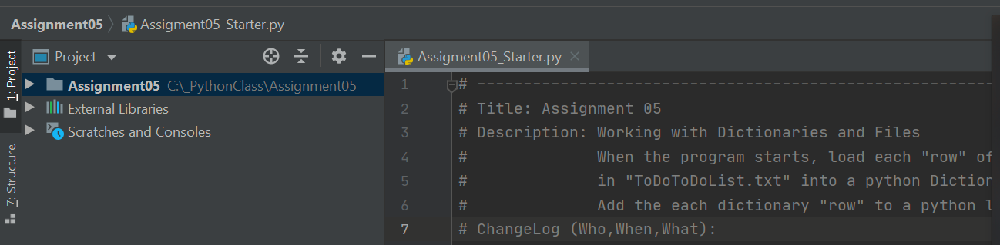 Assignment05 〉 Assigment05_Starter.py
1: Project
Project
Assigment05_Starter.py ×
Assignment05 C:\_PythonClass\Assignment05
External Libraries
Scratches and Consoles
7: Structure
1 # --------------------------------------------------------
2 # Title: Assignment 05
3 # Description: Working with Dictionaries and Files
4 #              When the program starts, load each "row" of
5 #              in "ToDoToDoList.txt" into a python Diction
6 #              Add the each dictionary "row" to a python l
7 # ChangeLog (Who,When,What):